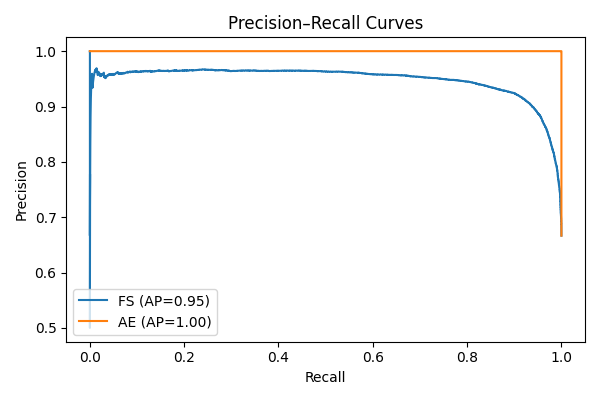 Precision–Recall Curves
Precision
1.0
0.9
0.8
0.7
0.6
0.5
FS (AP=0.95)
AE (AP=1.00)
0.0 0.2 0.4 0.6 0.8 1.0
Recall